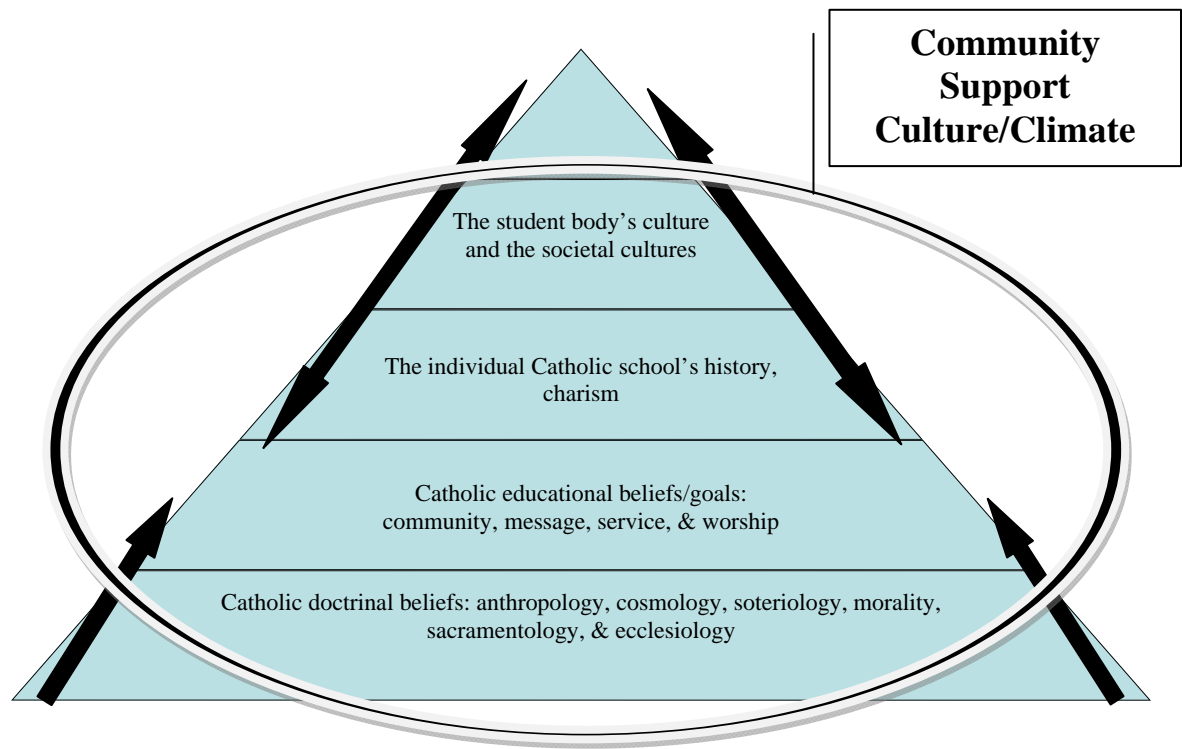 Community
Support
Culture/Climate
The student body’s culture
and the societal cultures
The individual Catholic school’s history,
charism
Catholic educational beliefs/goals:
community, message, service, & worship
Catholic doctrinal beliefs: anthropology, cosmology, soteriology, morality,
sacramentology, & ecclesiology